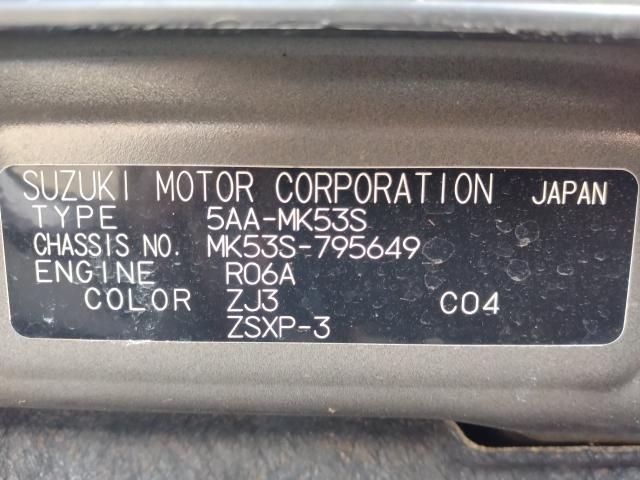 SUZUKI MOTOR CORPORATION JAPAN
TYPE 5AA-MK53S
CHASSIS NO. MK53S-795649
ENGINE R06A
COLOR ZJ3 C04
ZSXP-3